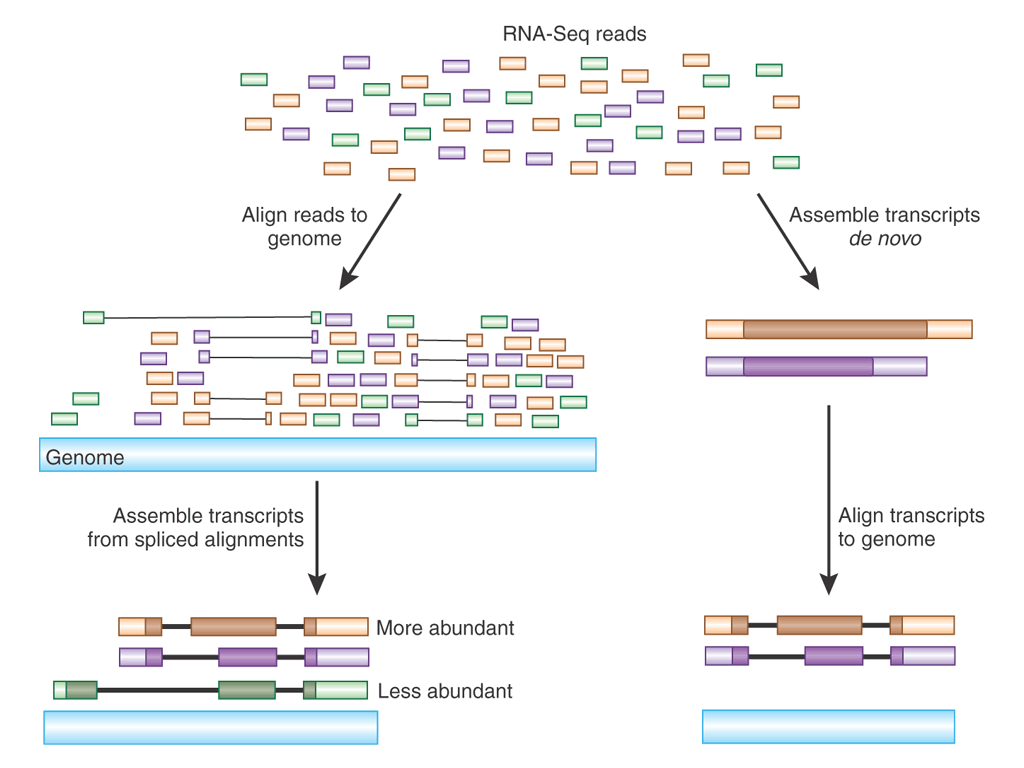 RNA-Seq reads
Align reads to
genome
Assemble transcripts
de novo
Genome
Assemble transcripts
from spliced alignments
Align transcripts
to genome
More abundant
Less abundant